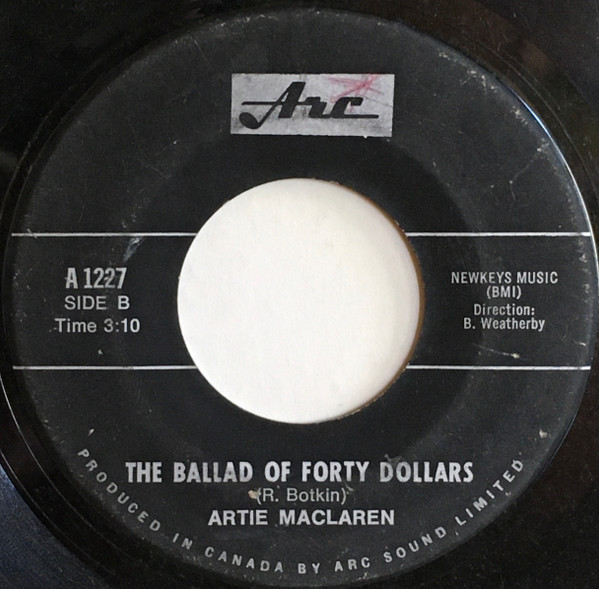 Arc
A 1227
SIDE B
Time 3:10
NEWKEYS MUSIC
(BMI)
Direction:
B. Weatherby
THE BALLAD OF FORTY DOLLARS
(R. Botkin)
ARTIE MACLAREN
PRODUCED IN CANADA BY ARC SOUND LIMITED